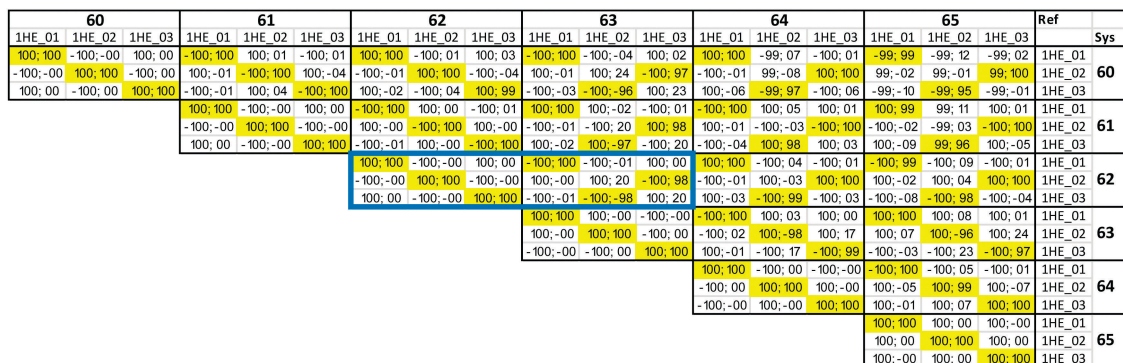 60 61 62 63 64 65 Ref
1HE_01 1HE_02 1HE_03 1HE_01 1HE_02 1HE_03 1HE_01 1HE_02 1HE_03 1HE_01 1HE_02 1HE_03 1HE_01 1HE_02 1HE_03 1HE_01 1HE_02 1HE_03 Sys
100; 100 -100; -00 100; 00 -100; 100 100; 01 -100; 01 100; 100 -100; 01 100; 03 -100; 100 -100; -04 100; 02 100; 100 -99; 07 -100; 01 -99; 99 -99; 12 -99; 02 1HE_01
-100; -00 100; 100 -100; 00 100; -01 -100; 100 100; -04 -100; -01 100; 100 -100; -04 100; -01 100; 24 -100; 97 -100; -01 99; -08 100; 100 99; -02 99; -01 99; 100 1HE_02 60
100; 00 -100; 00 100; 100 -100; -01 100; 04 -100; 100 100; -02 -100; 04 100; 99 -100; -03 -100; -96 100; 23 100; -06 -99; 97 -100; 06 -99; -10 -99; 95 -99; -01 1HE_03
100; 100 -100; -00 100; 00 -100; 100 100; 00 -100; 01 100; 100 -100; -02 -100; 01 -100; 100 100; 05 100; 01 100; 99 99; 11 100; 01 1HE_01
-100; -00 100; 100 -100; -00 100; -00 -100; 100 100; -00 -100; -01 -100; 20 100; 98 100; -01 -100; -03 -100; 100 -100; -02 -99; 03 -100; 100 1HE_02 61
100; 00 -100; -00 100; 100 -100; -01 100; -00 -100; 100 100; -02 100; -97 -100; 20 -100; -04 100; 98 100; 03 100; -09 99; 96 100; -05 1HE_03
100; 100 -100; -00 100; 00 -100; 100 -100; -01 100; 00 100; 100 -100; 04 -100; 01 -100; 99 -100; 09 -100; 01 1HE_01
-100; -00 100; 100 -100; -00 100; -00 100; 20 -100; 98 -100; -01 100; -03 100; 100 100; -02 100; 04 100; 100 1HE_02 62
100; 00 -100; -00 100; 100 -100; -01 -100; -98 100; 20 100; -03 -100; 99 -100; -03 -100; -08 -100; 98 -100; -04 1HE_03
100; 100 100; -00 -100; -00 -100; 100 100; 03 100; 00 100; 100 100; 08 100; 01 1HE_01
100; -00 100; 100 -100; 00 -100; 02 100; -98 100; 17 100; 07 100; -96 100; 24 1HE_02 63
-100; -00 -100; 00 100; 100 -100; -01 -100; 17 -100; 99 -100; -03 -100; 23 -100; 97 1HE_03
100; 100 -100; 00 -100; -00 -100; 100 -100; 05 -100; 01 1HE_01
-100; 00 100; 100 100; -00 100; -05 100; 99 100; -07 1HE_02 64
-100; -00 100; -00 100; 100 100; -01 100; 07 100; 100 1HE_03
100; 100 100; 00 100; -00 1HE_01
100; 00 100; 100 100; 00 1HE_02 65
100; -00 100; 00 100; 100 1HE_03